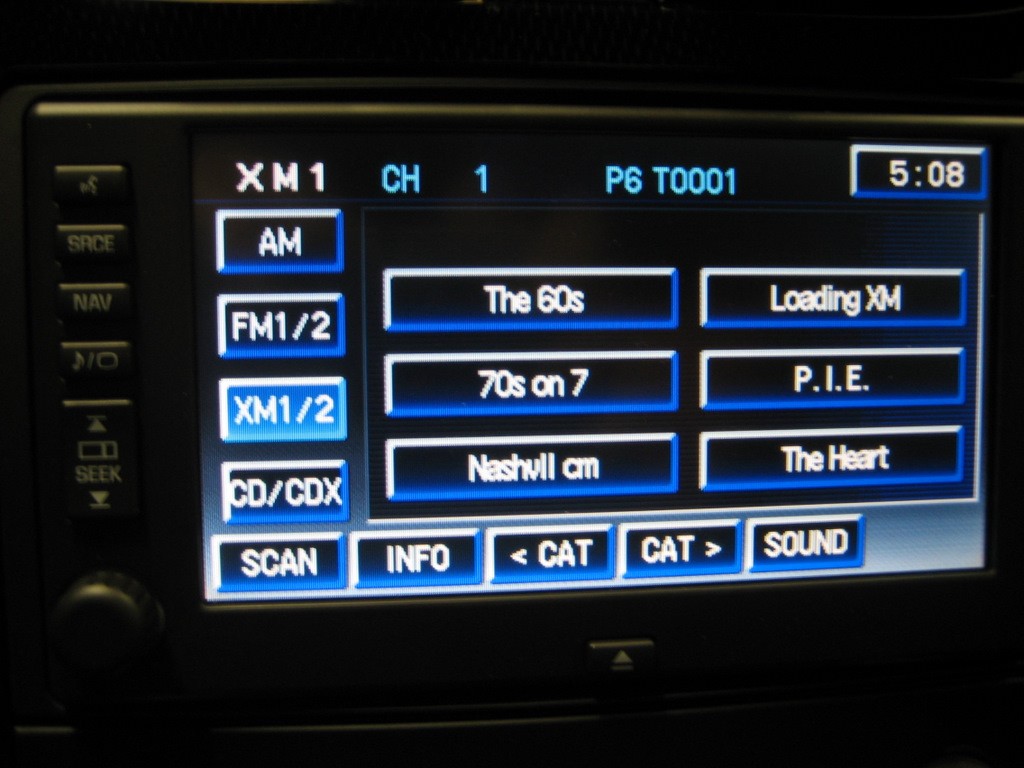 XM1 CH 1 P6 T0001 5:08
AM
FM1/2
XM1/2
CD/CDX
The 60s Loading XM
70s on 7 P.I.E.
Nashvll cm The Heart
SCAN INFO < CAT CAT > SOUND
SRCE
NAV
SEEK